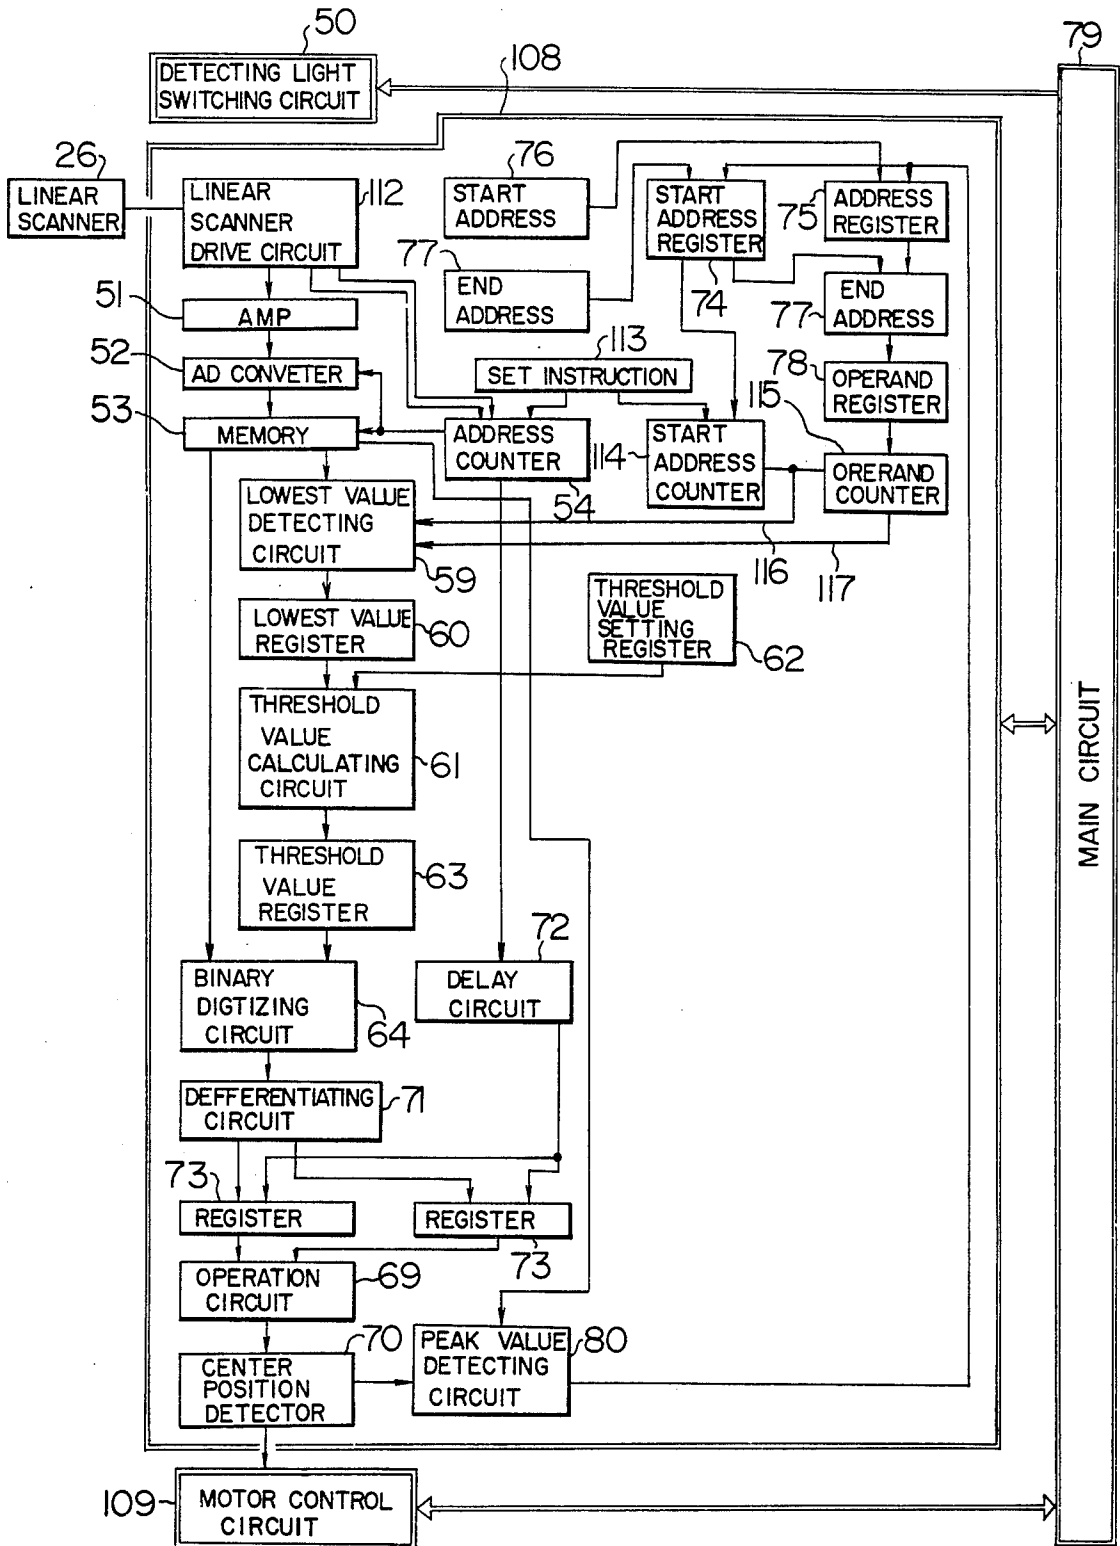 50
DETECTING LIGHT
SWITCHING CIRCUIT
108
79
26
LINEAR
SCANNER
LINEAR
SCANNER
DRIVE CIRCUIT
112
76
START
ADDRESS
START
ADDRESS
REGISTER
74
75
ADDRESS
REGISTER
77
END
ADDRESS
END
ADDRESS
77
51
AMP
52
AD CONVETER
113
SET INSTRUCTION
78
OPERAND
REGISTER
53
MEMORY
ADDRESS
COUNTER
54
114
START
ADDRESS
COUNTER
115
ORERAND
COUNTER
LOWEST VALUE
DETECTING
CIRCUIT
59
116
117
LOWEST VALUE
REGISTER
60
THRESHOLD
VALUE
SETTING
REGISTER
62
THRESHOLD
VALUE
CALCULATING
CIRCUIT
61
MAIN CIRCUIT
THRESHOLD
VALUE
REGISTER
63
BINARY
DIGTIZING
CIRCUIT
64
72
DELAY
CIRCUIT
DEFFERENTIATING
CIRCUIT
71
73
REGISTER
REGISTER
73
OPERATION
CIRCUIT
69
70
CENTER
POSITION
DETECTOR
PEAK VALUE
DETECTING
CIRCUIT
80
109
MOTOR CONTROL
CIRCUIT